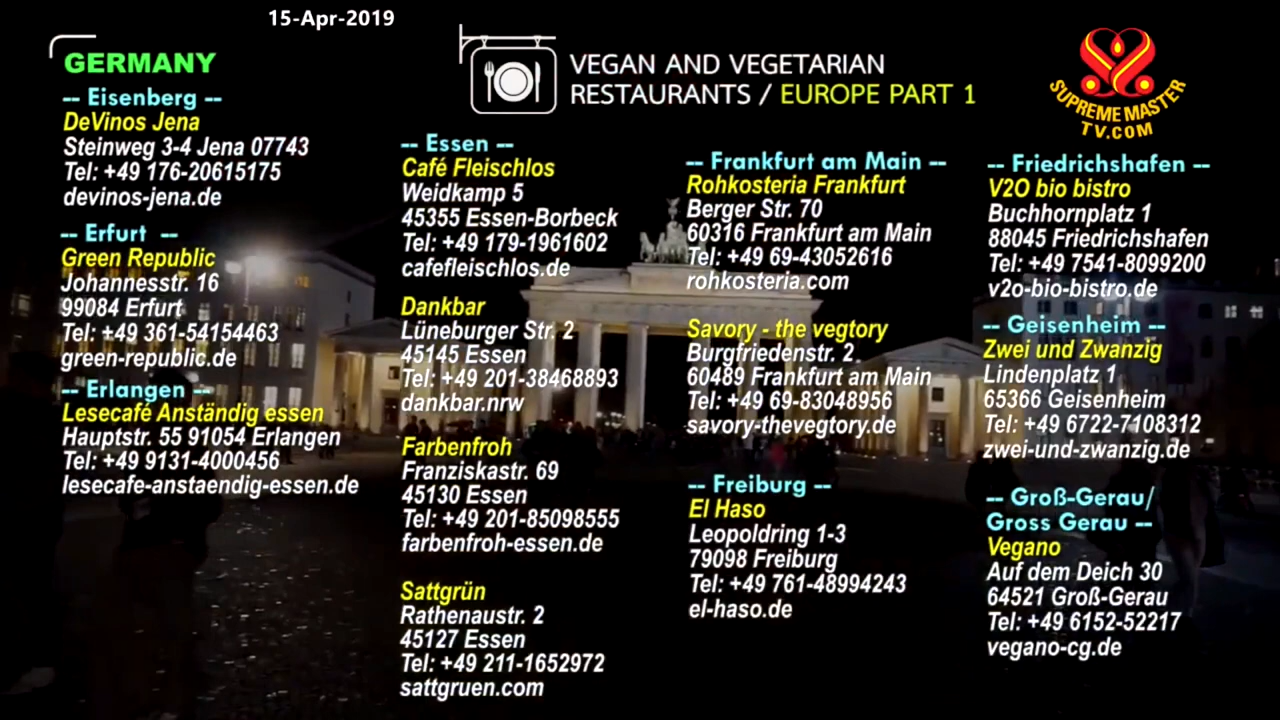 15-Apr-2019
GERMANY
VEGAN AND VEGETARIAN
RESTAURANTS / EUROPE PART 1
SUPREME MASTER
TV.COM
-- Eisenberg --
DeVinos Jena
Steinweg 3-4 Jena 07743
Tel: +49 176-20615175
devinos-jena.de
-- Erfurt --
Green Republic
Johannesstr. 16
99084 Erfurt
Tel: +49 361-54154463
green-republic.de
-- Erlangen --
Lesecafé Anständig essen
Hauptstr. 55 91054 Erlangen
Tel: +49 9131-4000456
lesecafe-anstaendig-essen.de
-- Essen --
Café Fleischlos
Weidkamp 5
45355 Essen-Borbeck
Tel: +49 179-1961602
cafefleischlos.de
Dankbar
Lüneburger Str. 2
45145 Essen
Tel: +49 201-38468893
dankbar.nrw
Farbenfroh
Franziskastr. 69
45130 Essen
Tel: +49 201-85098555
farbenfroh-essen.de
Sattgrün
Rathenaustr. 2
45127 Essen
Tel: +49 211-1652972
sattgruen.com
-- Frankfurt am Main --
Rohkosteria Frankfurt
Berger Str. 70
60316 Frankfurt am Main
Tel: +49 69-43052616
rohkosteria.com
Savory - the vegtory
Burgfriedenstr. 2
60489 Frankfurt am Main
Tel: +49 69-83048956
savory-thevegtory.de
-- Freiburg --
El Haso
Leopoldring 1-3
79098 Freiburg
Tel: +49 761-48994243
el-haso.de
-- Friedrichshafen --
V2O bio bistro
Buchhornplatz 1
88045 Friedrichshafen
Tel: +49 7541-8099200
v2o-bio-bistro.de
-- Geisenheim --
Zwei und Zwanzig
Lindenplatz 1
65366 Geisenheim
Tel: +49 6722-7108312
zwei-und-zwanzig.de
-- Groß-Gerau/
Gross Gerau --
Vegano
Auf dem Deich 30
64521 Groß-Gerau
Tel: +49 6152-52217
vegano-cg.de